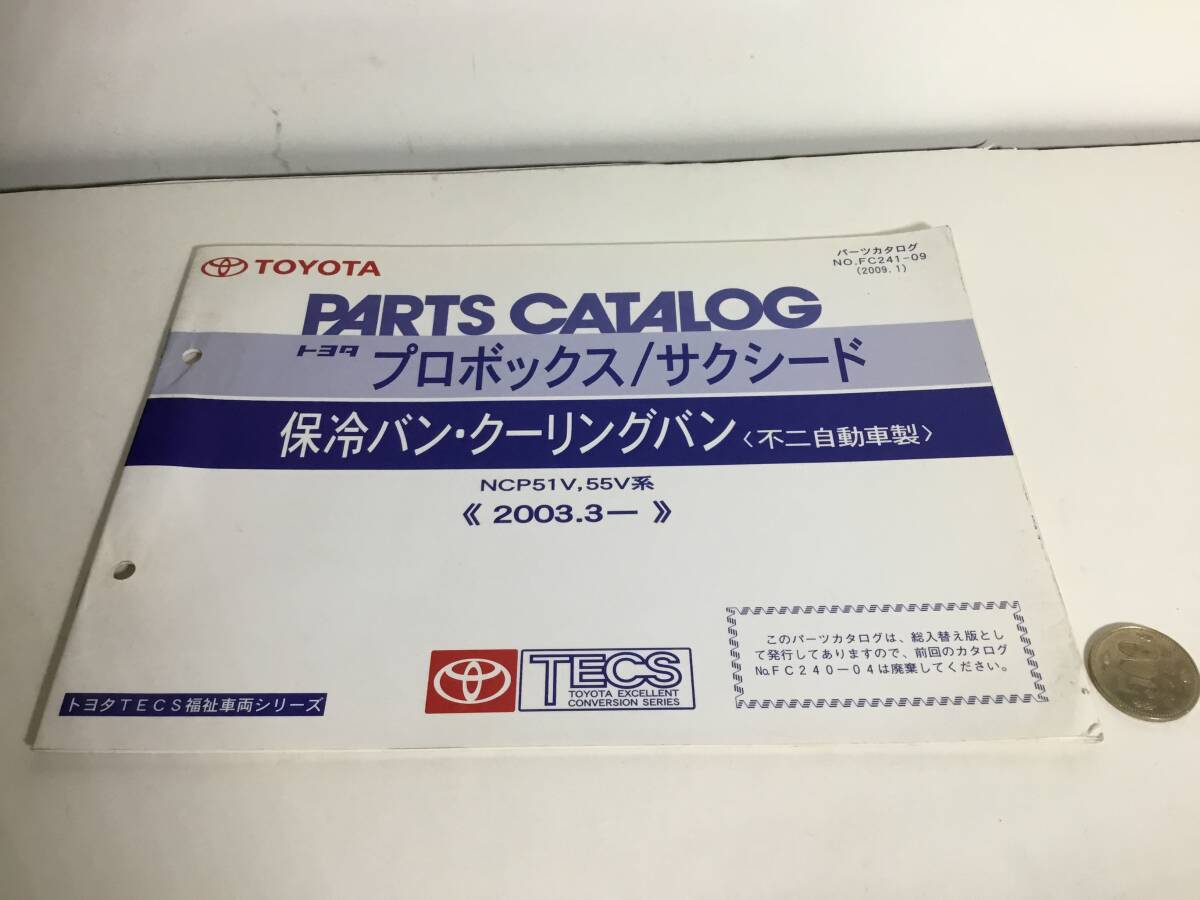 TOYOTA
パーツカタログ
NO.FC241-09
(2009.1)
PARTS CATALOG
トヨタ プロボックス/サクシード
保冷バン・クーリングバン〈不二自動車製〉
NCP51V,55V系
《 2003.3ー 》
このパーツカタログは、総入替え版とし
て発行してありますので、前回のカタログ
No.FC240-04は廃棄してください。
TECS
TOYOTA EXCELLENT
CONVERSION SERIES
トヨタTECS福祉車両シリーズ